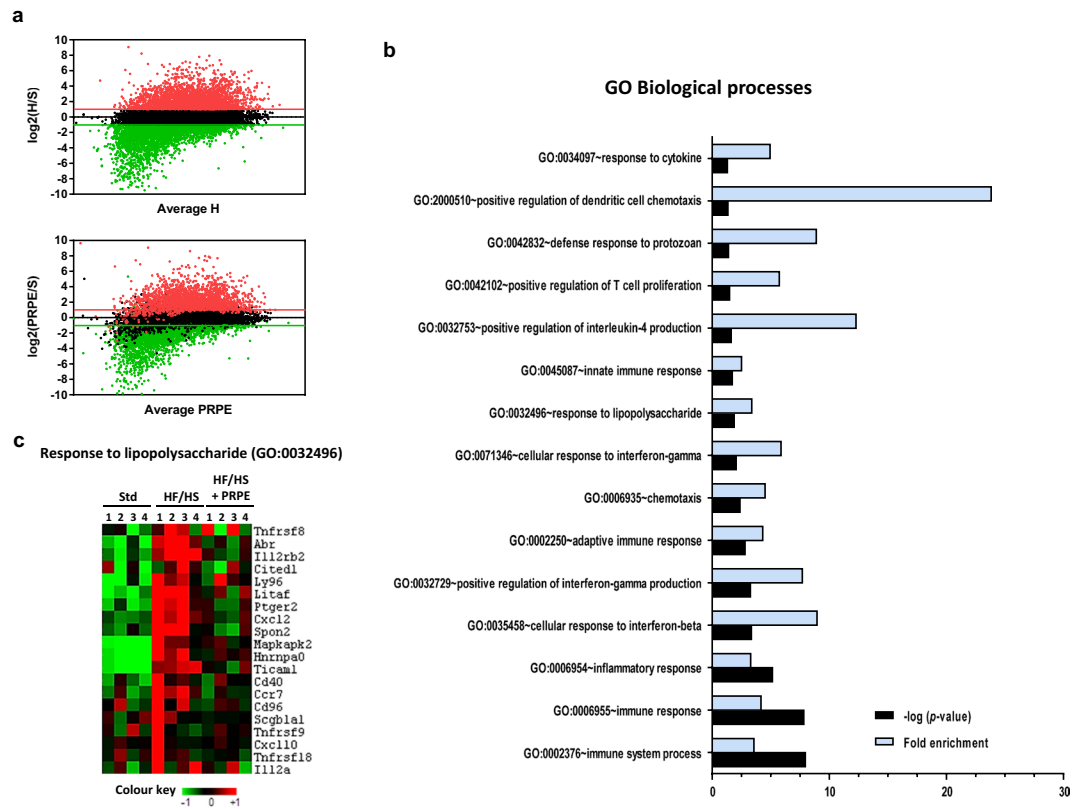 a
10
8
6
4
2
0
-2
-4
-6
-8
-10
log2(H/S)
Average H
10
8
6
4
2
0
-2
-4
-6
-8
-10
log2(PRPE/S)
Average PRPE
b
GO Biological processes
GO:0034097~response to cytokine
GO:2000510~positive regulation of dendritic cell chemotaxis
GO:0042832~defense response to protozoan
GO:0042102~positive regulation of T cell proliferation
GO:0032753~positive regulation of interleukin-4 production
GO:0045087~innate immune response
GO:0032496~response to lipopolysaccharide
GO:0071346~cellular response to interferon-gamma
GO:0006935~chemotaxis
GO:0002250~adaptive immune response
GO:0032729~positive regulation of interferon-gamma production
GO:0035458~cellular response to interferon-beta
GO:0006954~inflammatory response
GO:0006955~immune response
GO:0002376~immune system process
-log (p-value)
Fold enrichment
0 10 20 30
c
Response to lipopolysaccharide (GO:0032496)
Std HF/HS HF/HS + PRPE
1 2 3 4 1 2 3 4 1 2 3 4
Tnfrsf8
Abr
Il12rb2
Cited1
Ly96
Litaf
Ptger2
Cxcl2
Spon2
Mapkapk2
Hnrnpa0
Ticam1
Cd40
Ccr7
Cd96
Scgb1a1
Tnfrsf9
Cxcl10
Tnfrsf18
Il12a
Colour key
-1 0 +1